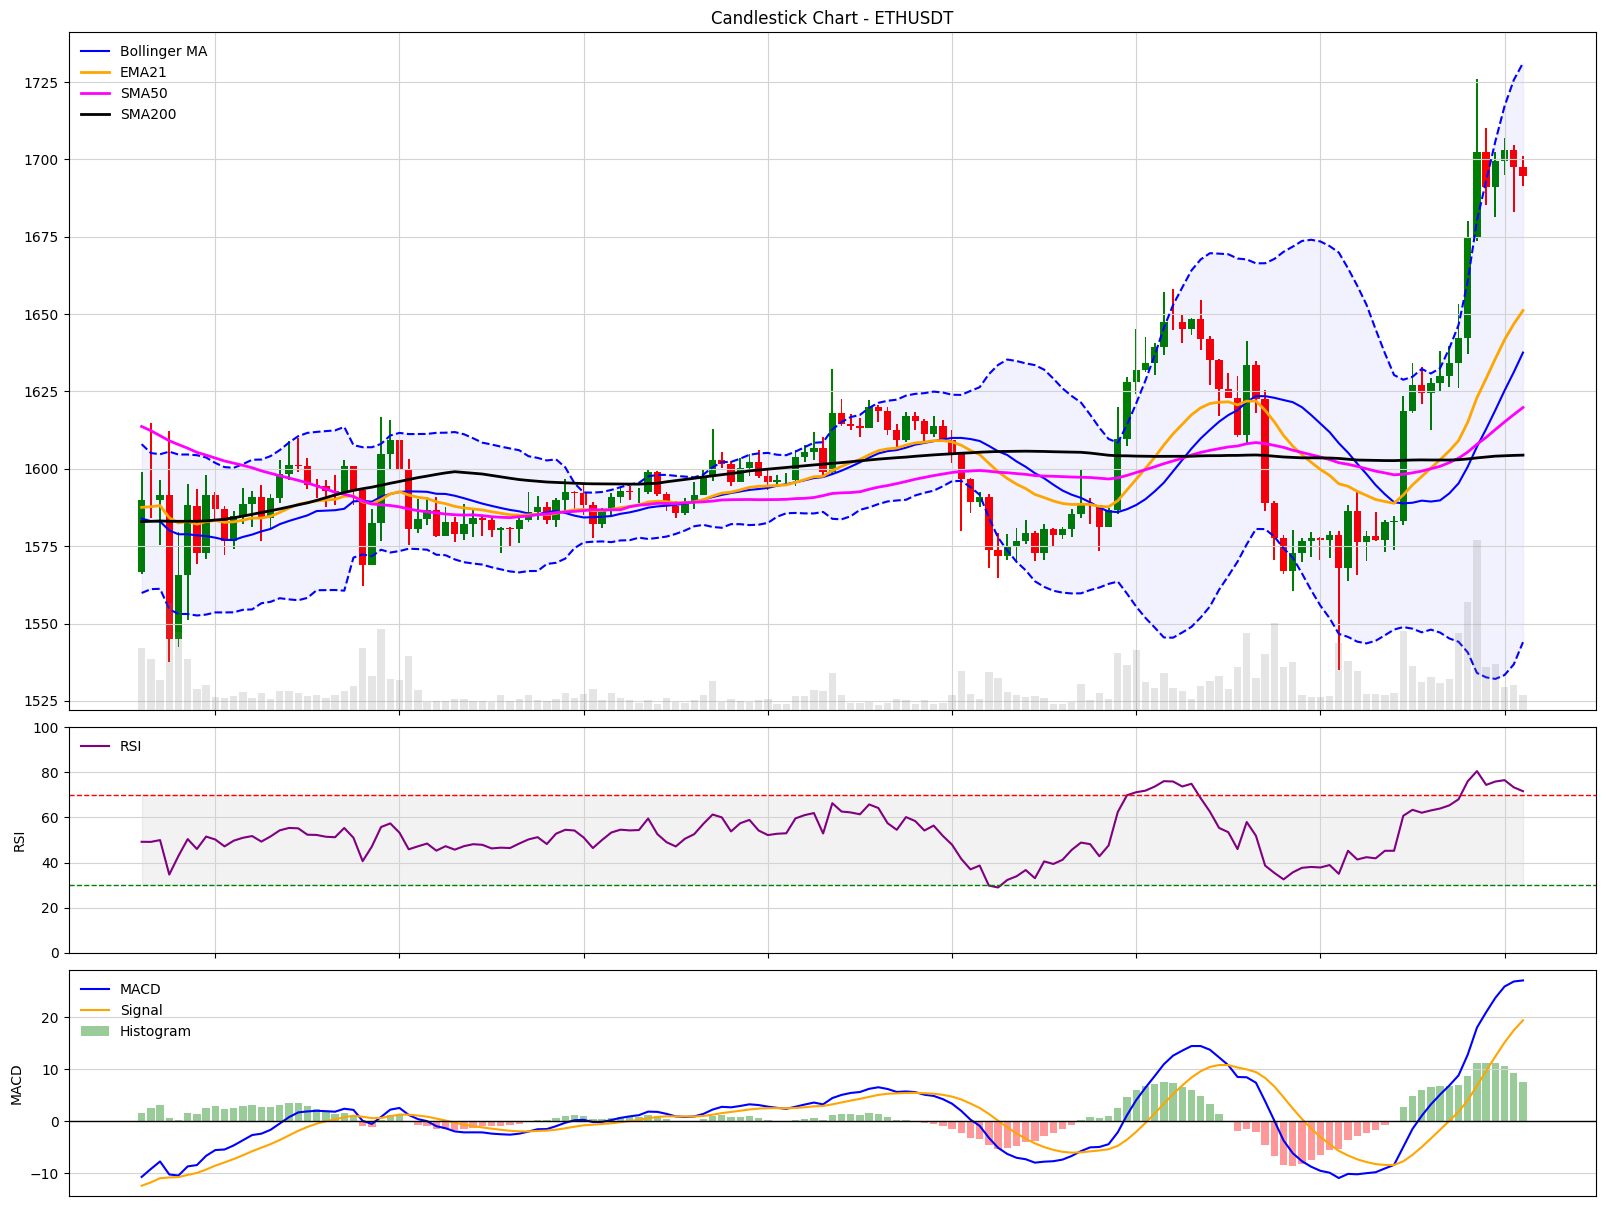 Candlestick Chart - ETHUSDT
Bollinger MA
EMA21
SMA50
SMA200
1725
1700
1675
1650
1625
1600
1575
1550
1525
RSI
RSI
100
80
60
40
20
0
MACD
Signal
Histogram
MACD
20
10
0
−10